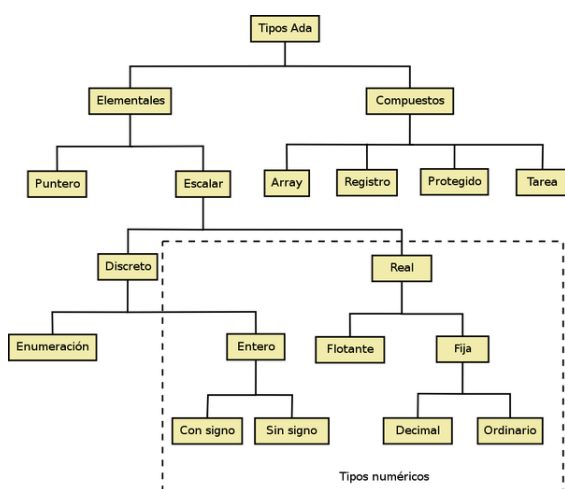 Tipos Ada
Elementales
Compuestos
Puntero
Escalar
Array
Registro
Protegido
Tarea
Discreto
Real
Enumeración
Entero
Flotante
Fija
Con signo
Sin signo
Decimal
Ordinario
Tipos numéricos